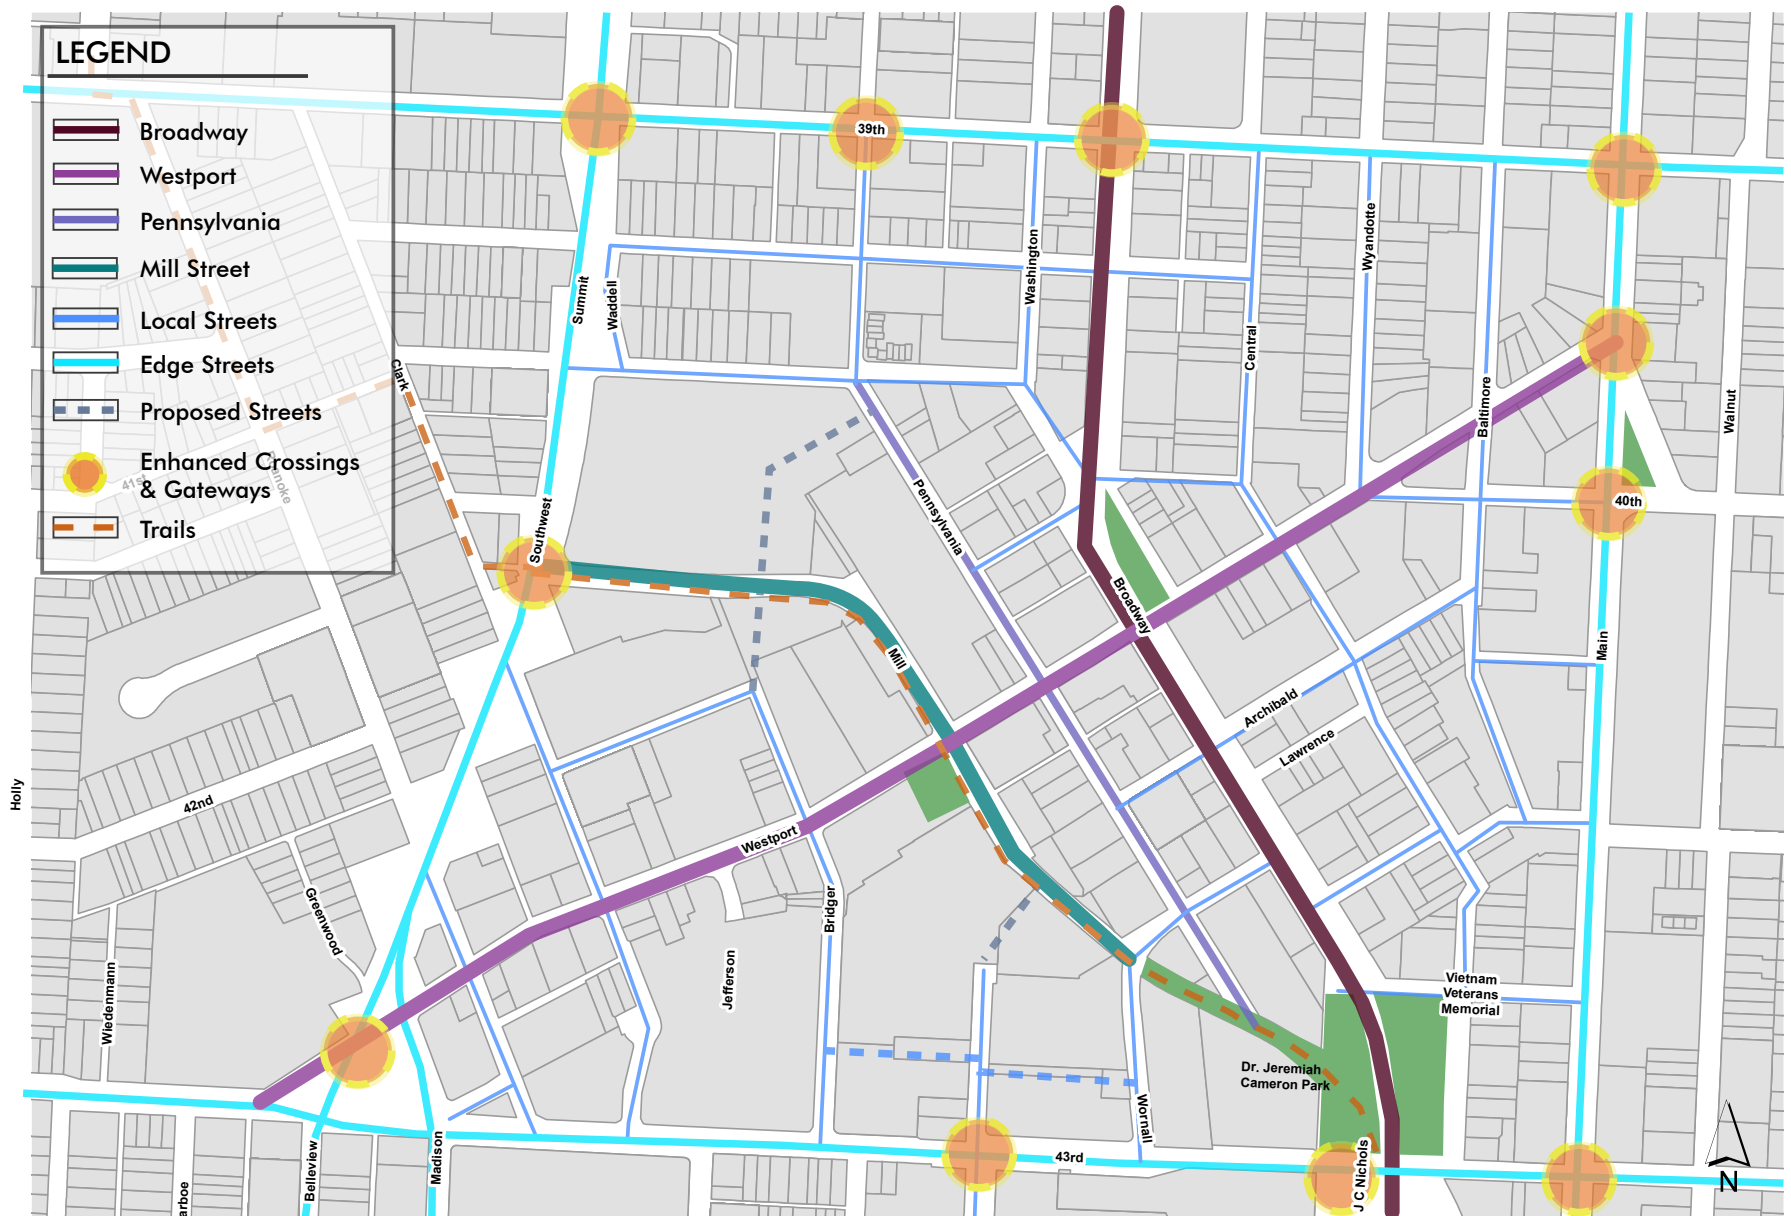 LEGEND
Broadway
Westport
Pennsylvania
Mill Street
Local Streets
Edge Streets
Proposed Streets
Enhanced Crossings
& Gateways
Trails
39th
Summit
Waddell
Washington
Central
Wyandotte
Baltimore
Walnut
Clark
Southwest
Pennsylvania
Broadway
40th
Main
Mill
Archibald
Lawrence
Holly
42nd
Westport
Greenwood
Bridger
Jefferson
Wiedenmann
Vietnam
Veterans
Memorial
Dr. Jeremiah
Cameron Park
Wornall
43rd
J C Nichols
Belleview
Madison
arboe
N